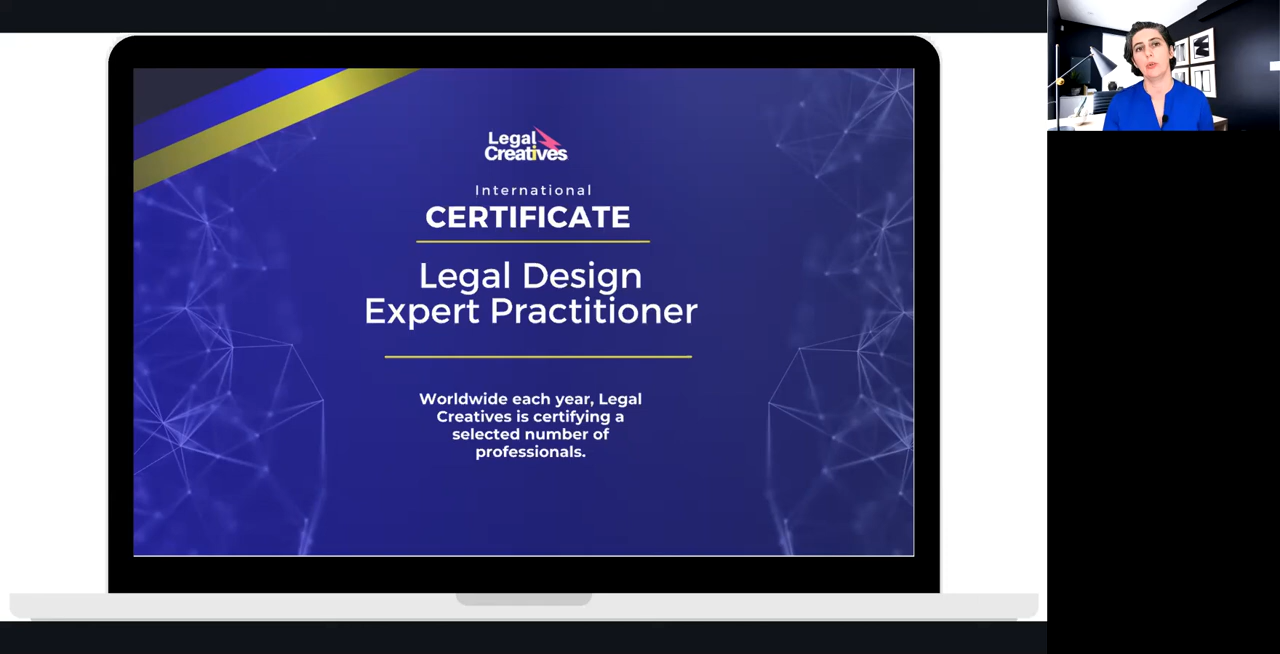 Legal
Creatives
International
CERTIFICATE
Legal Design
Expert Practitioner
Worldwide each year, Legal
Creatives is certifying a
selected number of
professionals.